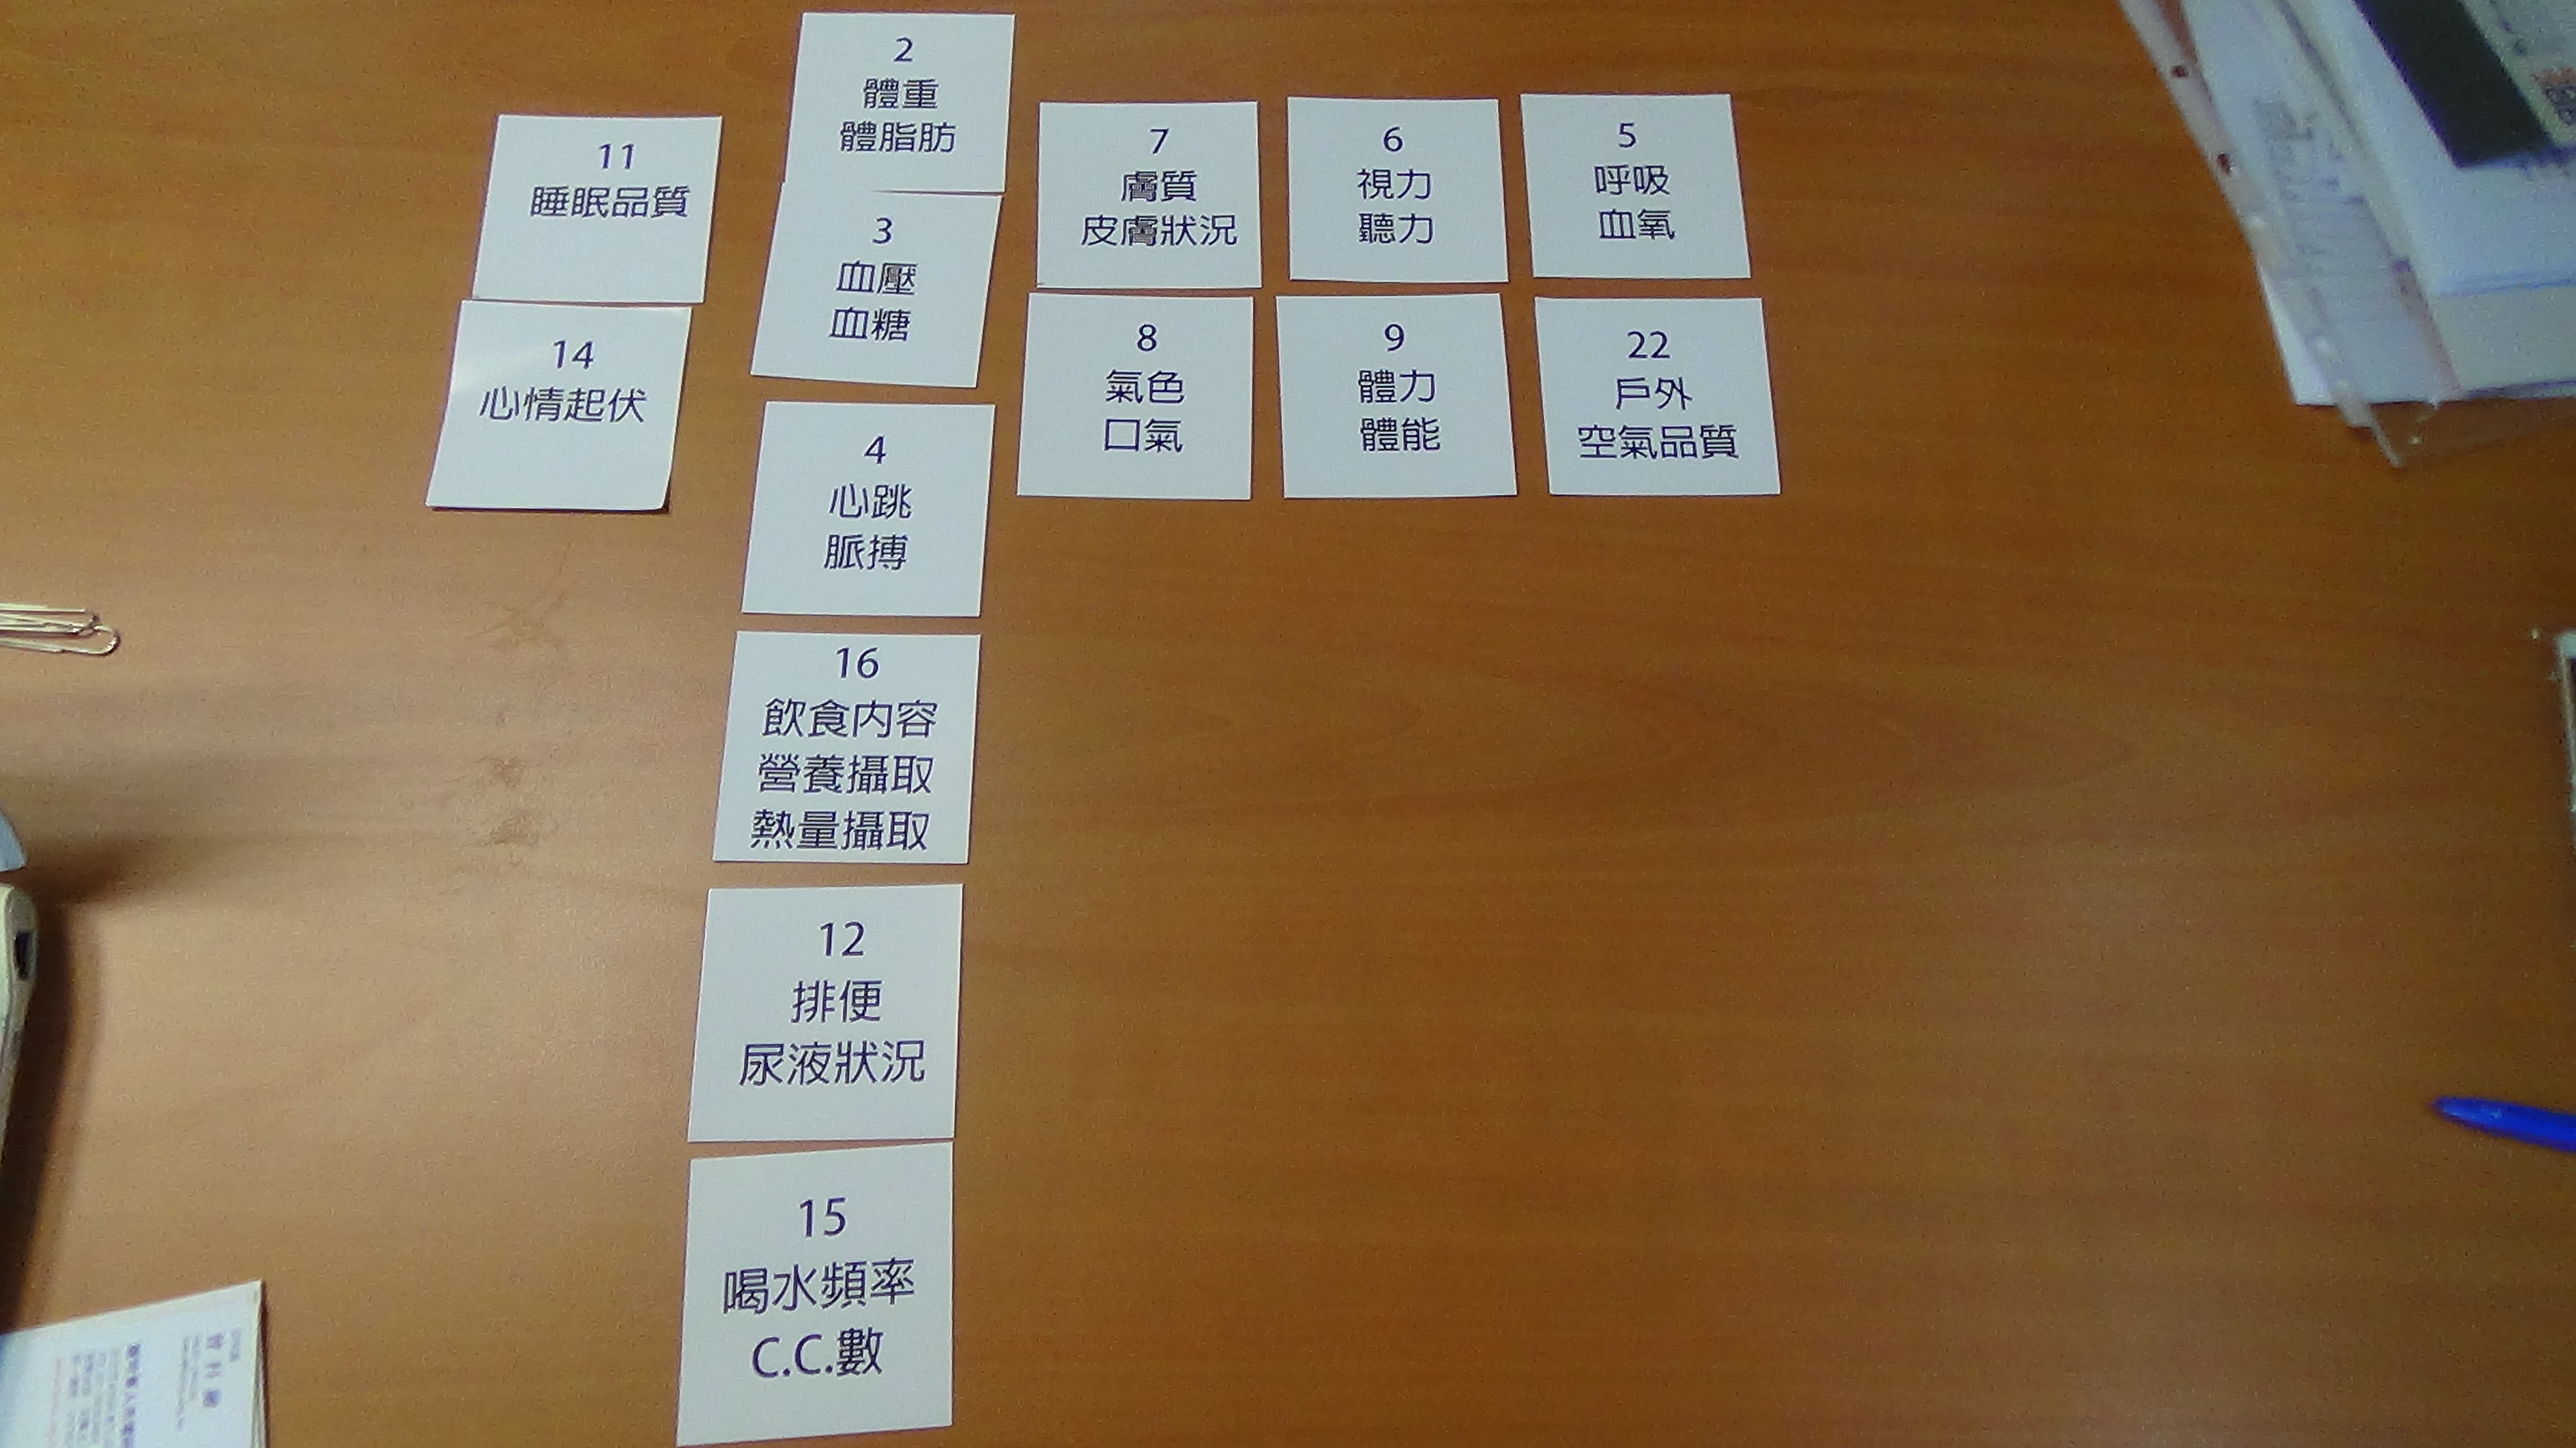 11
睡眠品質
14
心情起伏
2
體重
體脂肪
3
血壓
血糖
4
心跳
脈搏
16
飲食内容
營養攝取
熱量攝取
12
排便
尿液狀況
15
喝水頻率
C.C.數
7
膚質
皮膚狀況
8
氣色
口氣
6
視力
聽力
9
體力
體能
5
呼吸
血氧
22
戶外
空氣品質